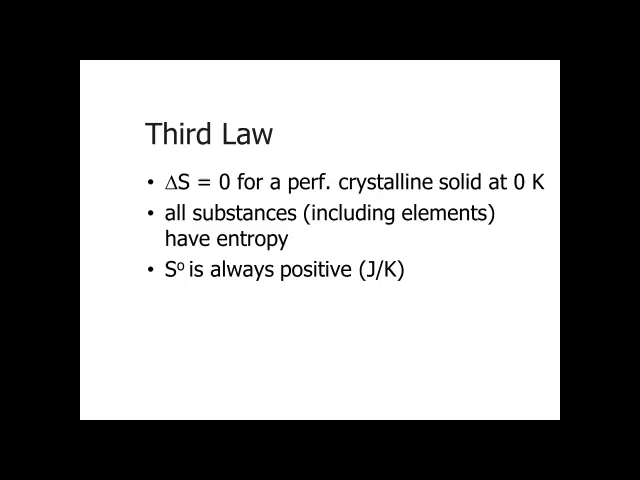 Third Law
• ΔS = 0 for a perf. crystalline solid at 0 K
• all substances (including elements)
have entropy
• Sº is always positive (J/K)